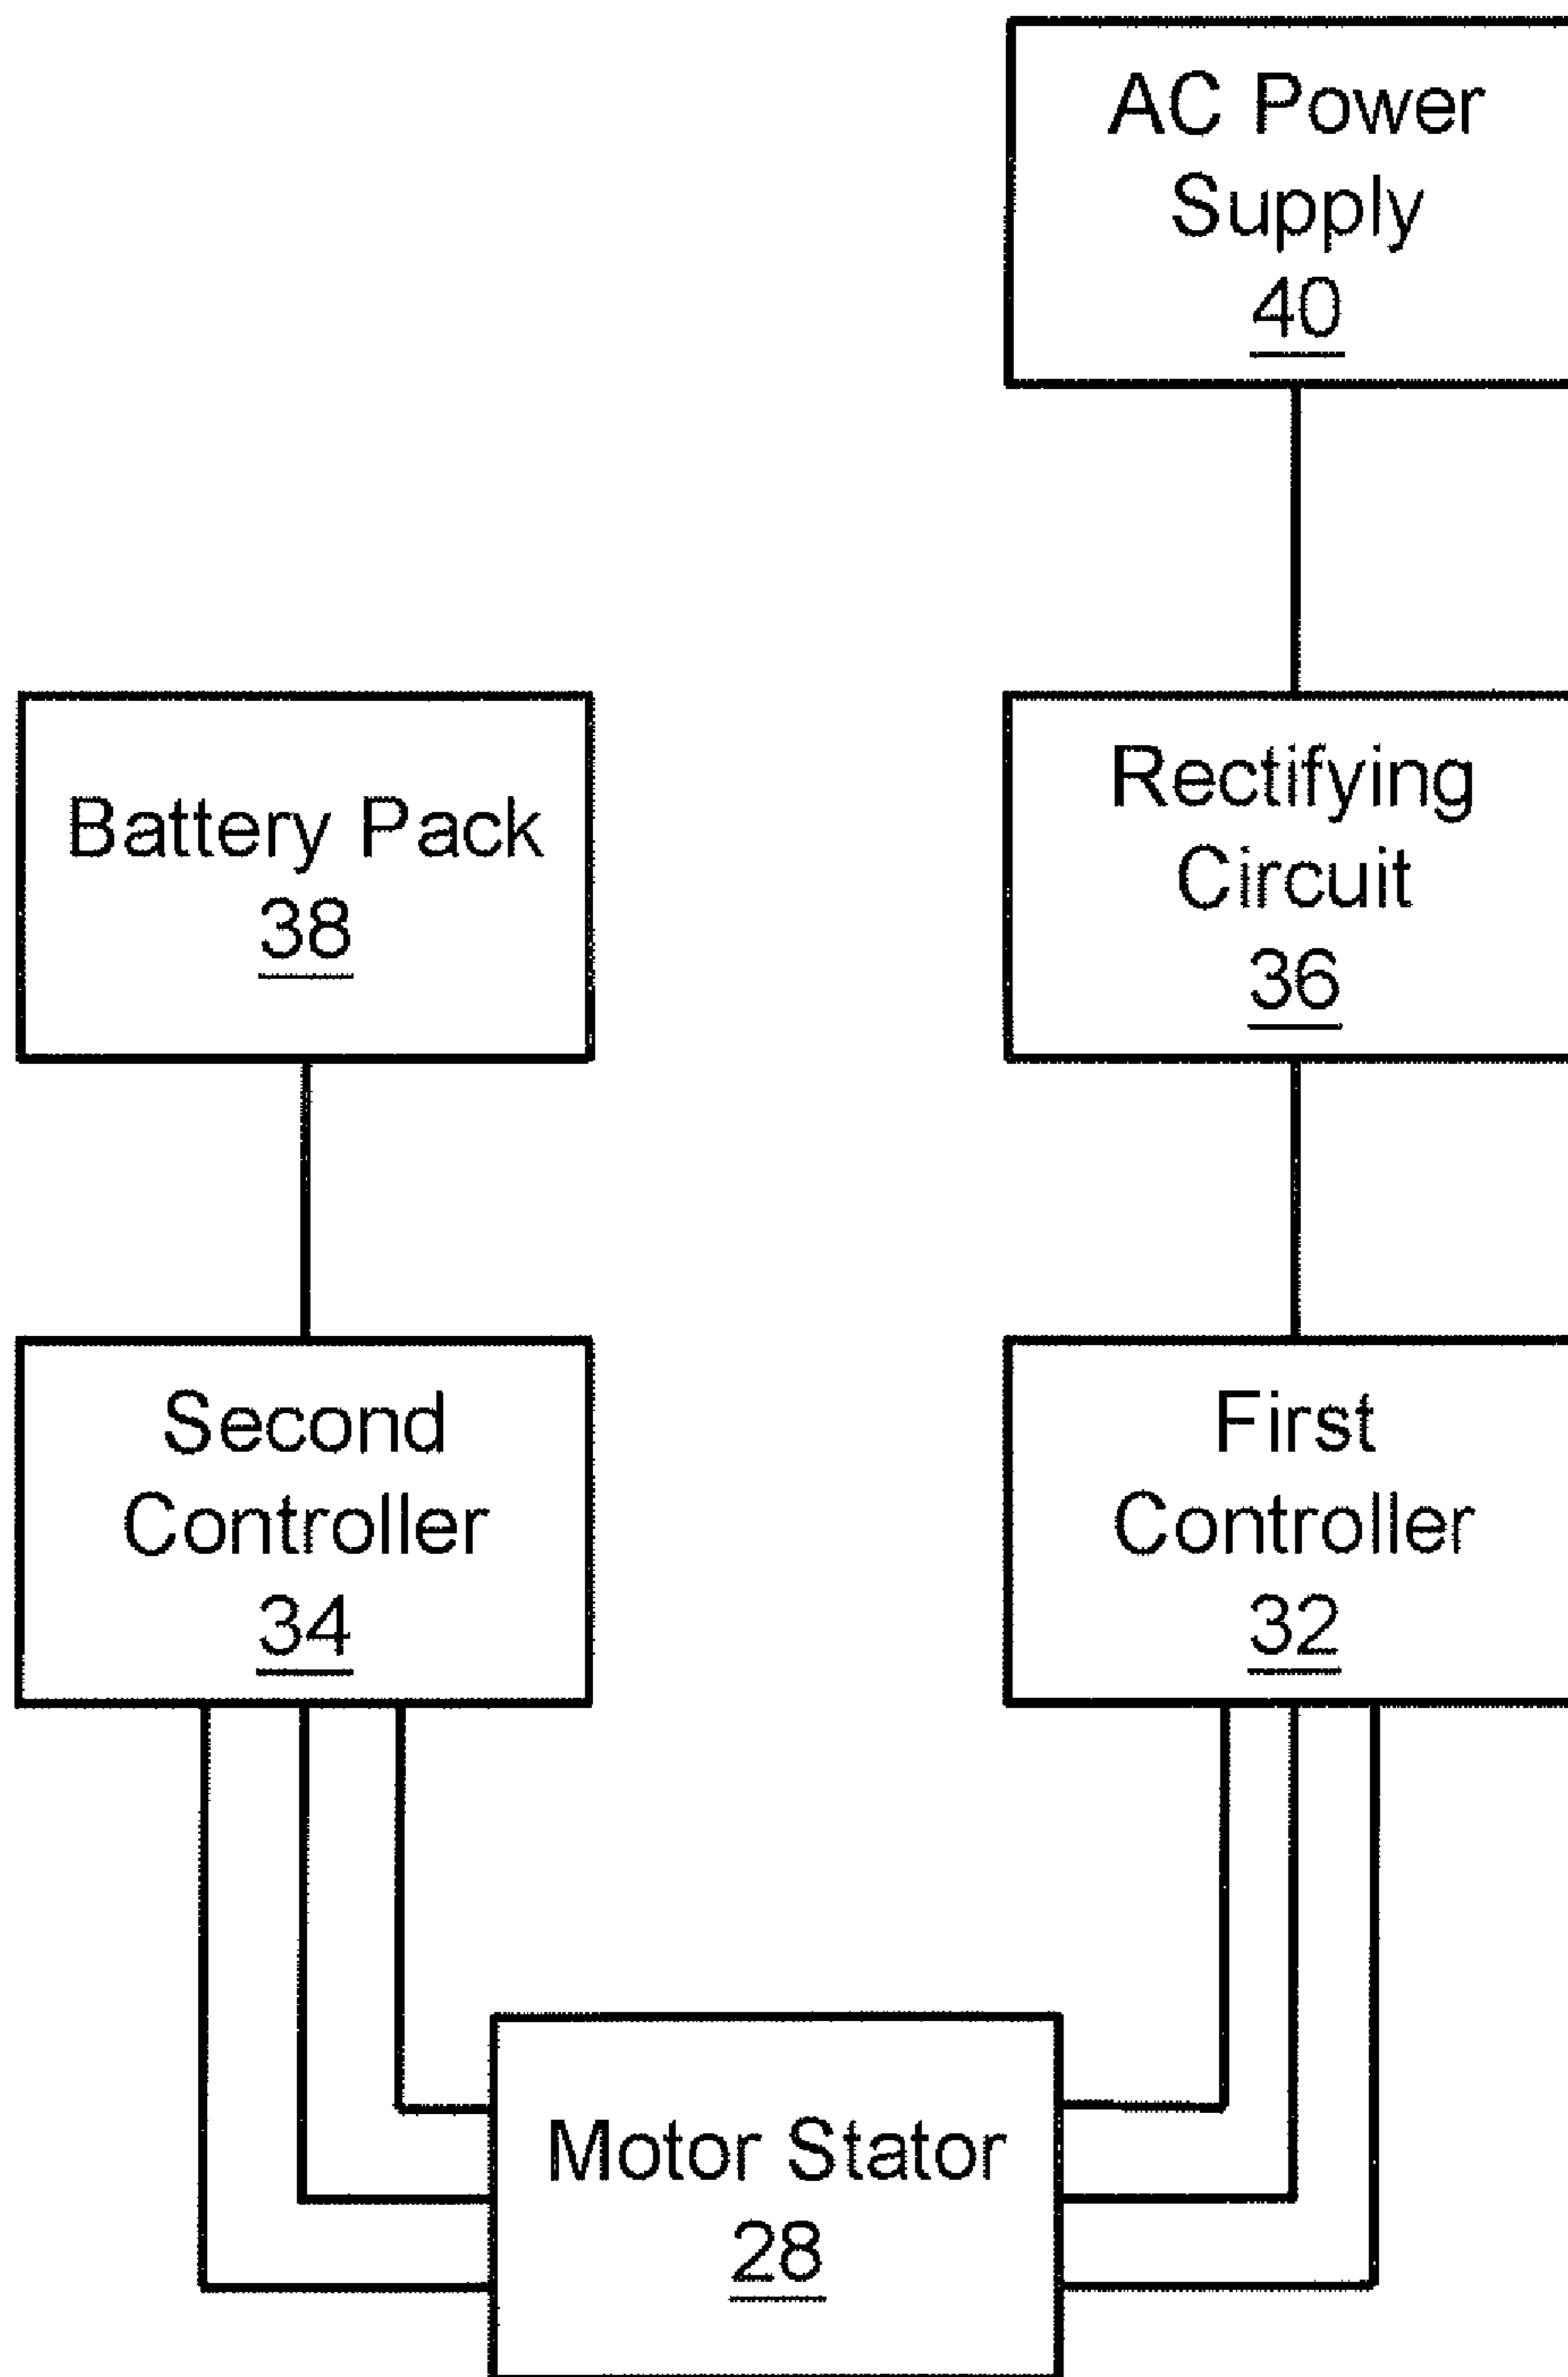 AC Power
Supply
40
Battery Pack
38
Rectifying
Circuit
36
Second
Controller
34
First
Controller
32
Motor Stator
28